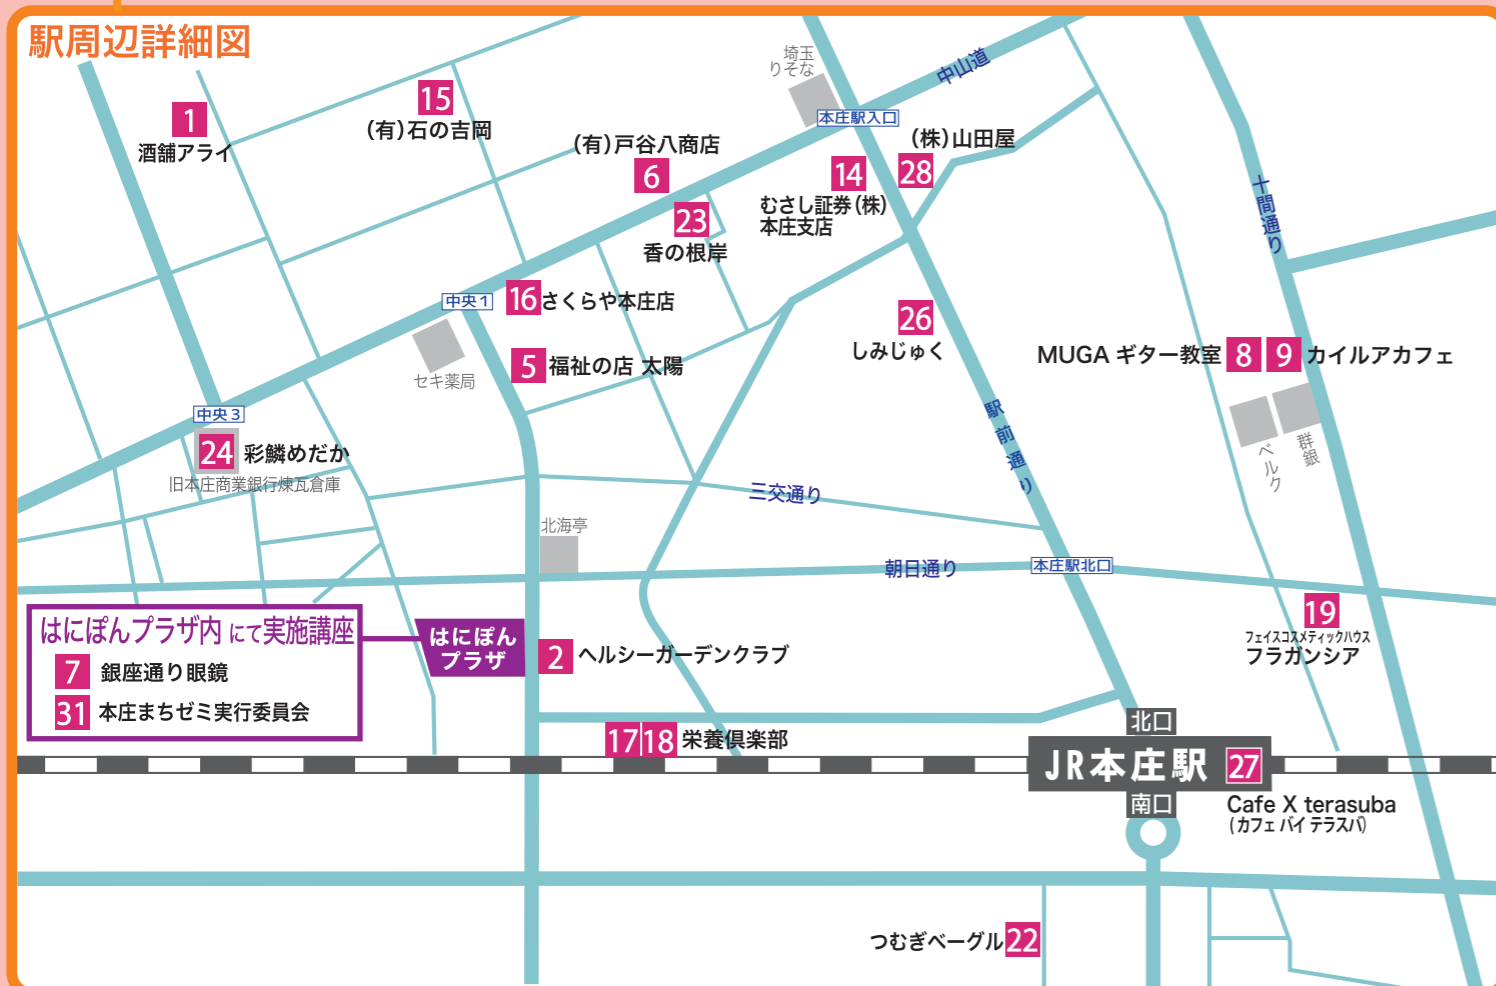 駅周辺詳細図
埼玉
りそな
中山道
1
酒舗アライ
15
(有)石の吉岡
(有)戸谷八商店
6
本庄駅入口
(株)山田屋
14
28
むさし証券(株)
本庄支店
23
香の根岸
十間通り
中央1
16 さくらや本庄店
26
しみじゅく
5 福祉の店 太陽
セキ薬局
MUGA ギター教室 8 9 カイルアカフェ
中央3
24 彩鱗めだか
旧本庄商業銀行煉瓦倉庫
駅前通り
ベルク
群銀
三交通り
北海亭
朝日通り
本庄駅北口
はにぽんプラザ内 にて実施講座
7 銀座通り眼鏡
31 本庄まちゼミ実行委員会
はにぽん
プラザ
2 ヘルシーガーデンクラブ
19
フェイスコスメティックハウス
フラガンシア
17 18 栄養倶楽部
北口
JR本庄駅 27
南口
Cafe X terasuba
(カフェ バイ テラスバ)
つむぎベーグル 22